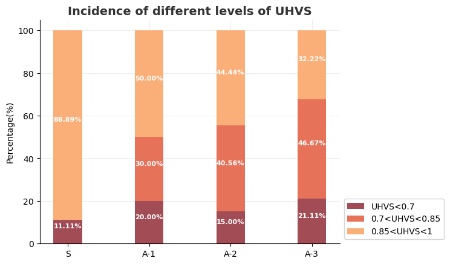 Incidence of different levels of UHVS
Percentage(%)
100
80
60
40
20
0
88.89%
11.11%
50.00%
30.00%
20.00%
44.44%
40.56%
15.00%
32.22%
46.67%
21.11%
S
A-1
A-2
A-3
UHVS<0.7
0.7<UHVS<0.85
0.85<UHVS<1